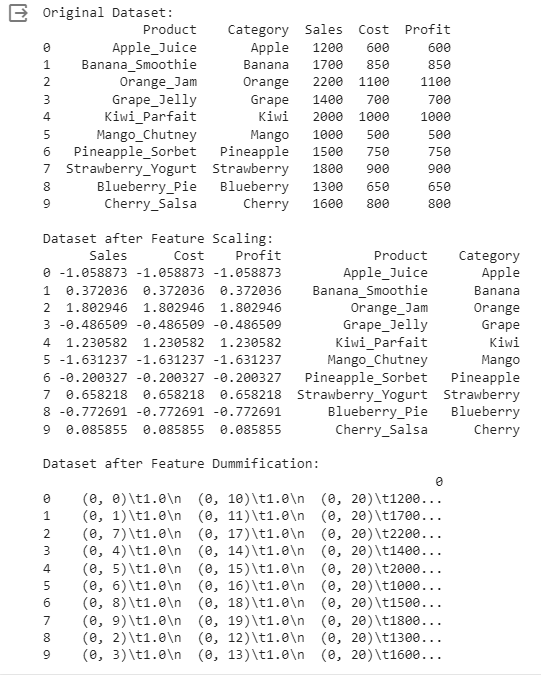 Original Dataset:
Product Category Sales Cost Profit
0 Apple_Juice Apple 1200 600 600
1 Banana_Smoothie Banana 1700 850 850
2 Orange_Jam Orange 2200 1100 1100
3 Grape_Jelly Grape 1400 700 700
4 Kiwi_Parfait Kiwi 2000 1000 1000
5 Mango_Chutney Mango 1000 500 500
6 Pineapple_Sorbet Pineapple 1500 750 750
7 Strawberry_Yogurt Strawberry 1800 900 900
8 Blueberry_Pie Blueberry 1300 650 650
9 Cherry_Salsa Cherry 1600 800 800
Dataset after Feature Scaling:
Sales Cost Profit Product Category
0 -1.058873 -1.058873 -1.058873 Apple_Juice Apple
1 0.372036 0.372036 0.372036 Banana_Smoothie Banana
2 1.802946 1.802946 1.802946 Orange_Jam Orange
3 -0.486509 -0.486509 -0.486509 Grape_Jelly Grape
4 1.230582 1.230582 1.230582 Kiwi_Parfait Kiwi
5 -1.631237 -1.631237 -1.631237 Mango_Chutney Mango
6 -0.200327 -0.200327 -0.200327 Pineapple_Sorbet Pineapple
7 0.658218 0.658218 0.658218 Strawberry_Yogurt Strawberry
8 -0.772691 -0.772691 -0.772691 Blueberry_Pie Blueberry
9 0.085855 0.085855 0.085855 Cherry_Salsa Cherry
Dataset after Feature Dummification:
0
0 (0, 0)\t1.0\n (0, 10)\t1.0\n (0, 20)\t1200...
1 (0, 1)\t1.0\n (0, 11)\t1.0\n (0, 20)\t1700...
2 (0, 7)\t1.0\n (0, 17)\t1.0\n (0, 20)\t2200...
3 (0, 4)\t1.0\n (0, 14)\t1.0\n (0, 20)\t1400...
4 (0, 5)\t1.0\n (0, 15)\t1.0\n (0, 20)\t2000...
5 (0, 6)\t1.0\n (0, 16)\t1.0\n (0, 20)\t1000...
6 (0, 8)\t1.0\n (0, 18)\t1.0\n (0, 20)\t1500...
7 (0, 9)\t1.0\n (0, 19)\t1.0\n (0, 20)\t1800...
8 (0, 2)\t1.0\n (0, 12)\t1.0\n (0, 20)\t1300...
9 (0, 3)\t1.0\n (0, 13)\t1.0\n (0, 20)\t1600...